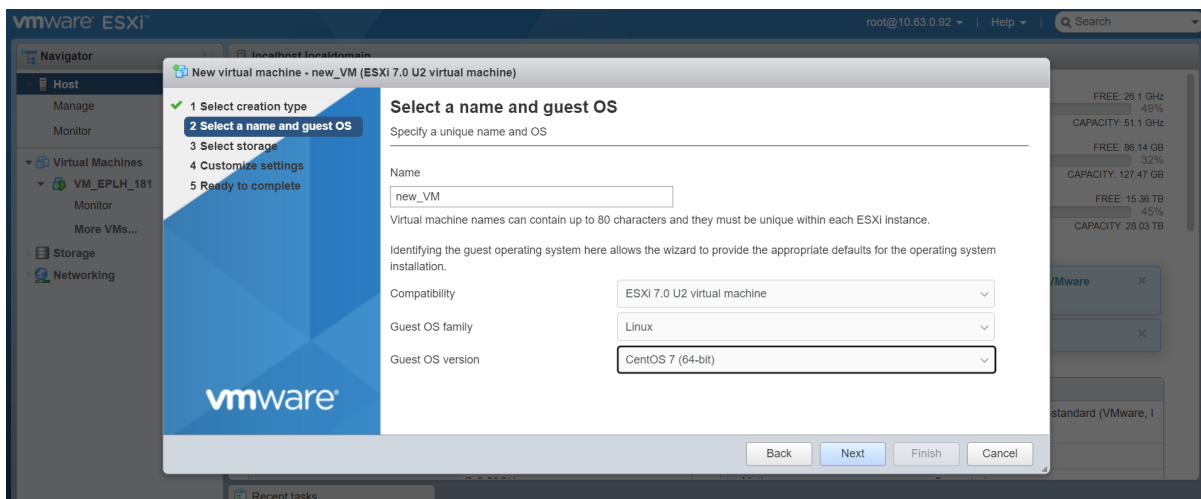 vmware ESXi™
root@10.63.0.92
Help
Search
Navigator
localhost.localdomain
Host
Manage
Monitor
Virtual Machines
VM_EPLH_181
Monitor
More VMs...
Storage
Networking
New virtual machine - new_VM (ESXi 7.0 U2 virtual machine)
1 Select creation type
2 Select a name and guest OS
3 Select storage
4 Customize settings
5 Ready to complete
vmware®
Select a name and guest OS
Specify a unique name and OS
Name
new_VM
Virtual machine names can contain up to 80 characters and they must be unique within each ESXi instance.
Identifying the guest operating system here allows the wizard to provide the appropriate defaults for the operating system
installation.
Compatibility
ESXi 7.0 U2 virtual machine
Guest OS family
Linux
Guest OS version
CentOS 7 (64-bit)
Back
Next
Finish
Cancel
FREE: 26.1 GHz
49%
CAPACITY: 51.1 GHz
FREE: 86.14 GB
32%
CAPACITY: 127.47 GB
FREE: 15.36 TB
45%
CAPACITY: 28.03 TB
VMware
-standard (VMware, I
Recent tasks